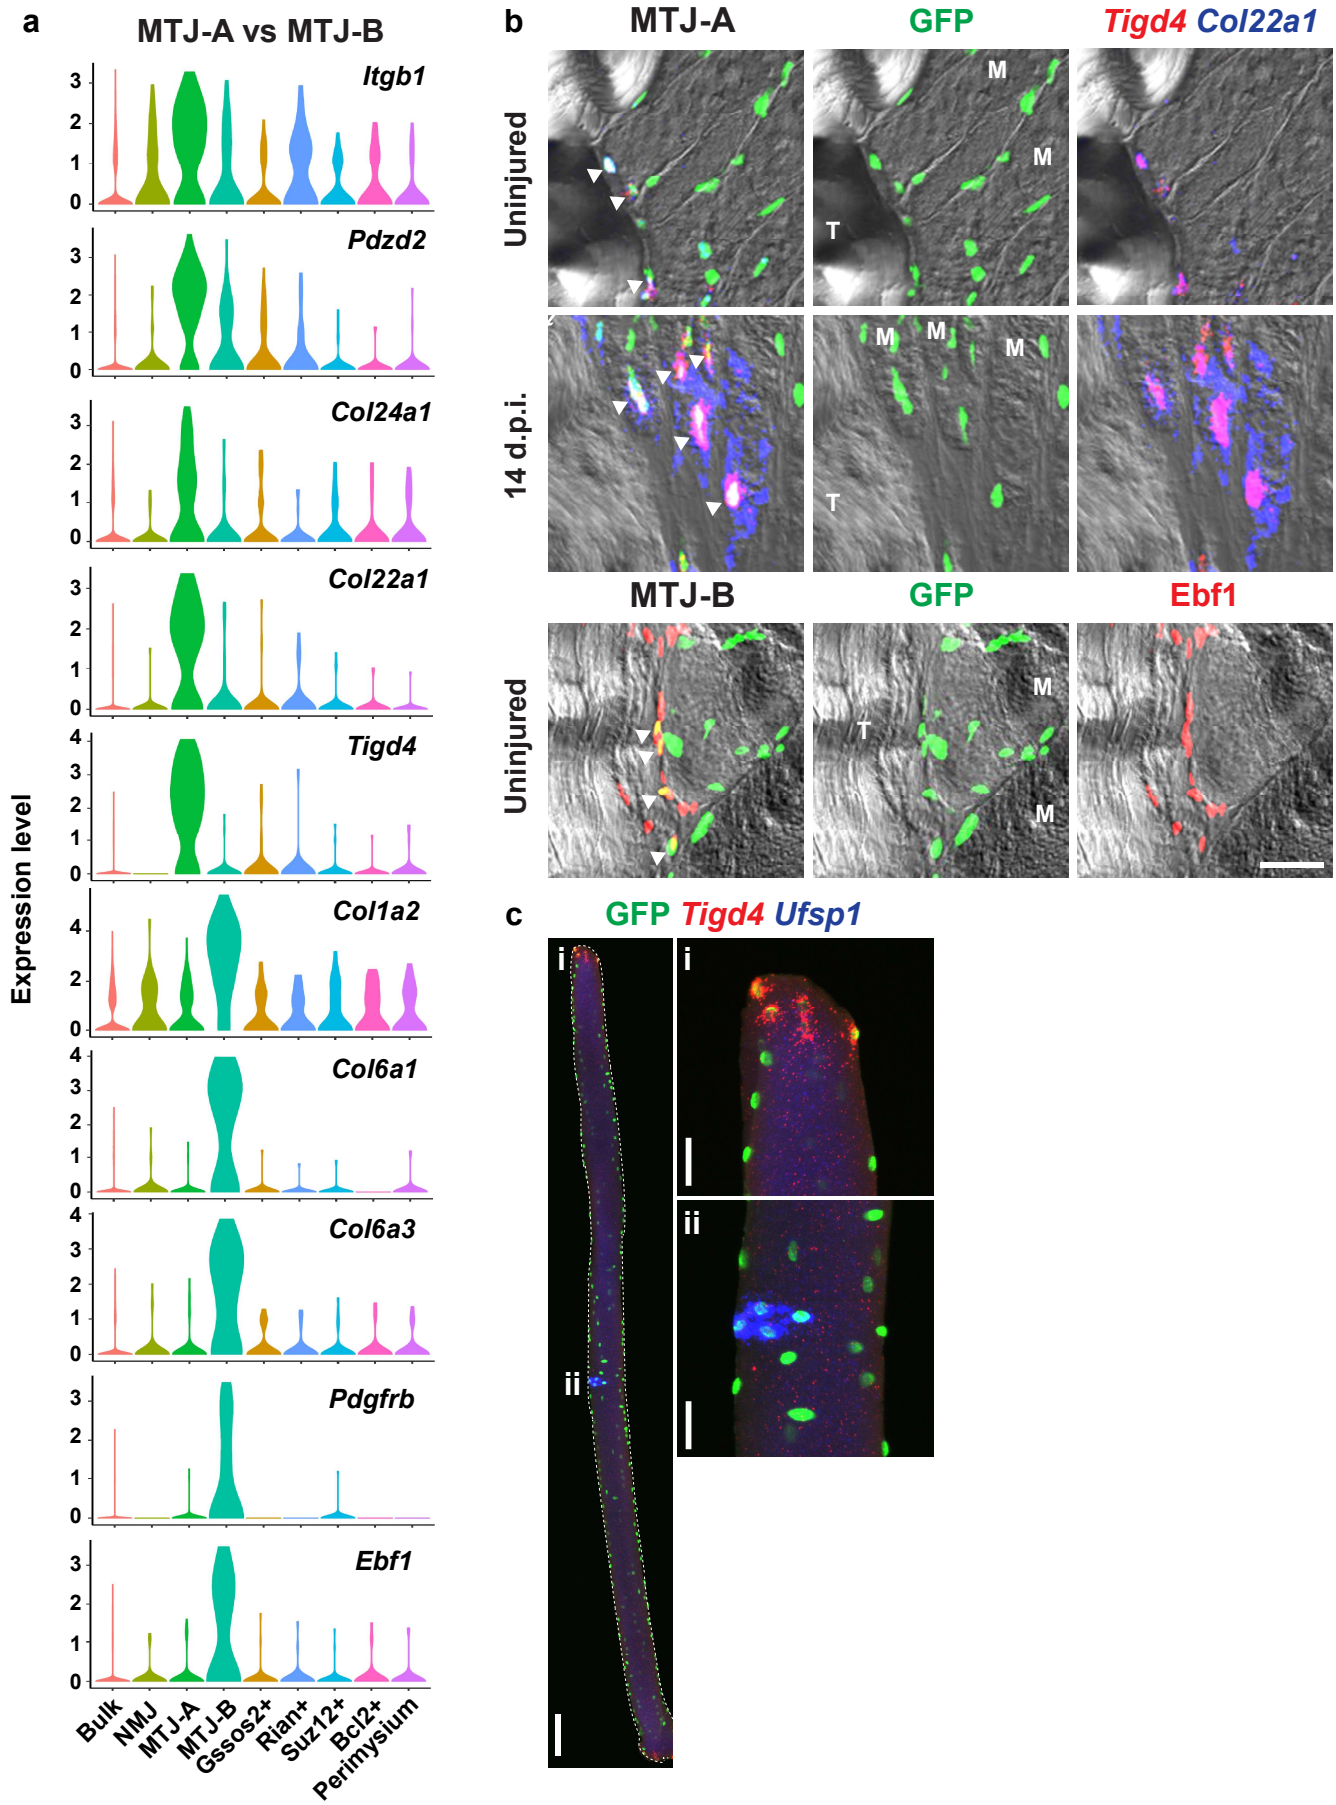 a
MTJ-A vs MTJ-B
Expression level
3
2
1
0
Itgb1
3
2
1
0
Pdzd2
3
2
1
0
Col24a1
3
2
1
0
Col22a1
4
3
2
1
0
Tigd4
4
2
0
Col1a2
4
3
2
1
0
Col6a1
4
3
2
1
0
Col6a3
3
2
1
0
Pdgfrb
3
2
1
0
Ebf1
Bulk
NMJ
MTJ-A
MTJ-B
Gssos2+
Rian+
Suz12+
Bcl2+
Perimysium
b
MTJ-A GFP Tigd4 Col22a1
Uninjured
M
M
T
14 d.p.i.
M M M
T
MTJ-B GFP Ebf1
Uninjured
M
T
M
c
GFP Tigd4 Ufsp1
i
ii
i
ii